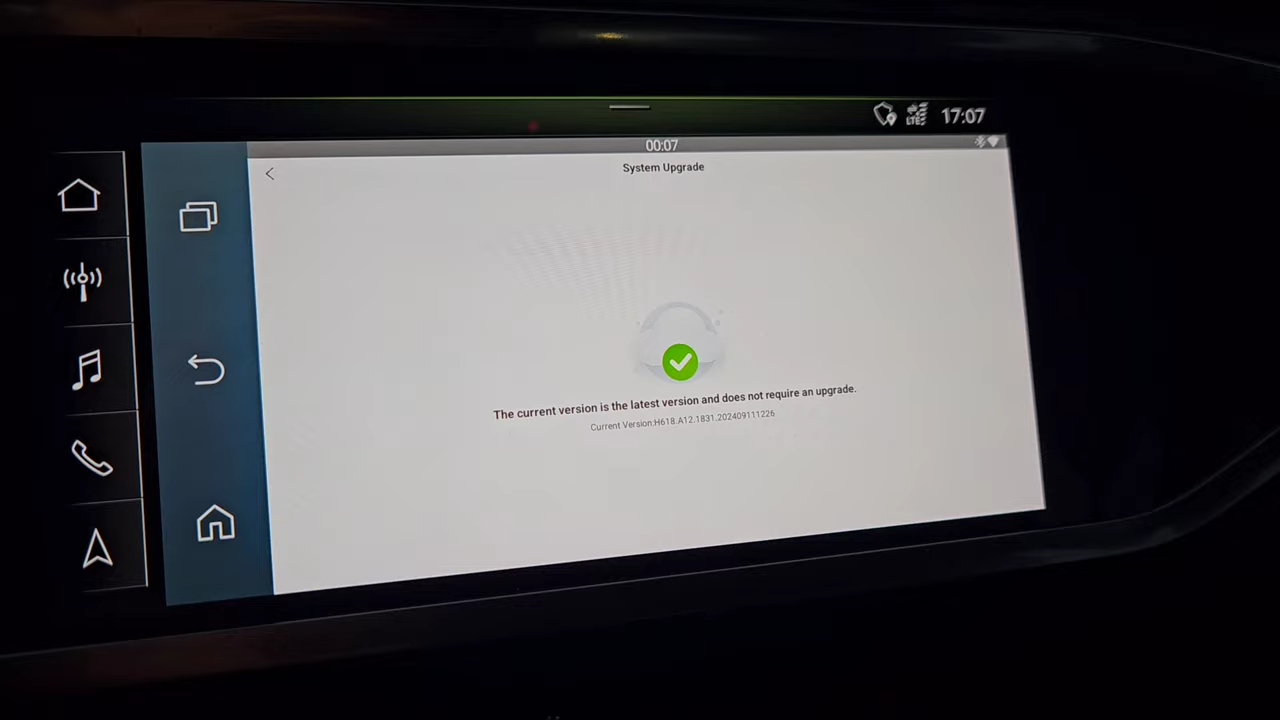 LTE
17:07
00:07
System Upgrade
The current version is the latest version and does not require an upgrade.
Current Version:H618.A12.1831.202409111226